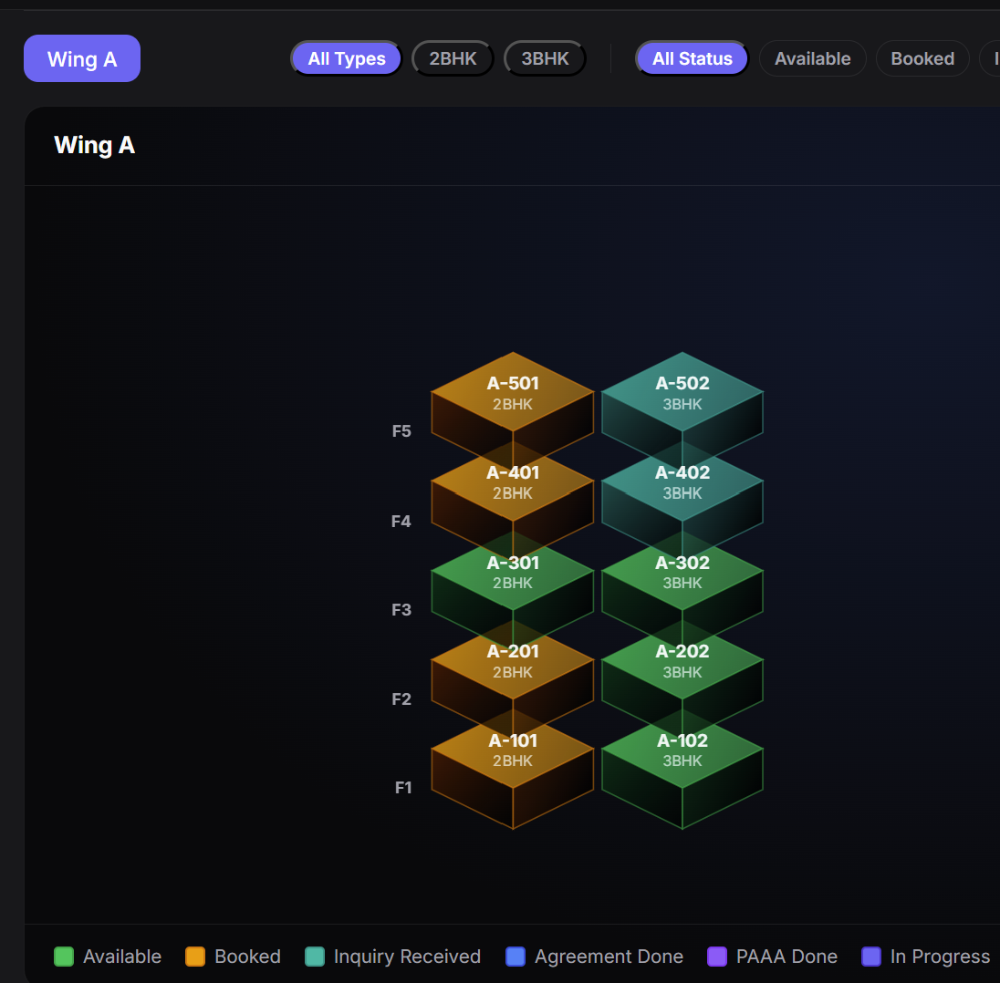 Wing A
All Types 2BHK 3BHK All Status Available Booked
Wing A
A-501 A-502
2BHK 3BHK
F5
A-401 A-402
2BHK 3BHK
F4
A-301 A-302
2BHK 3BHK
F3
A-201 A-202
2BHK 3BHK
F2
A-101 A-102
2BHK 3BHK
F1
Available Booked Inquiry Received Agreement Done PAAA Done In Progress